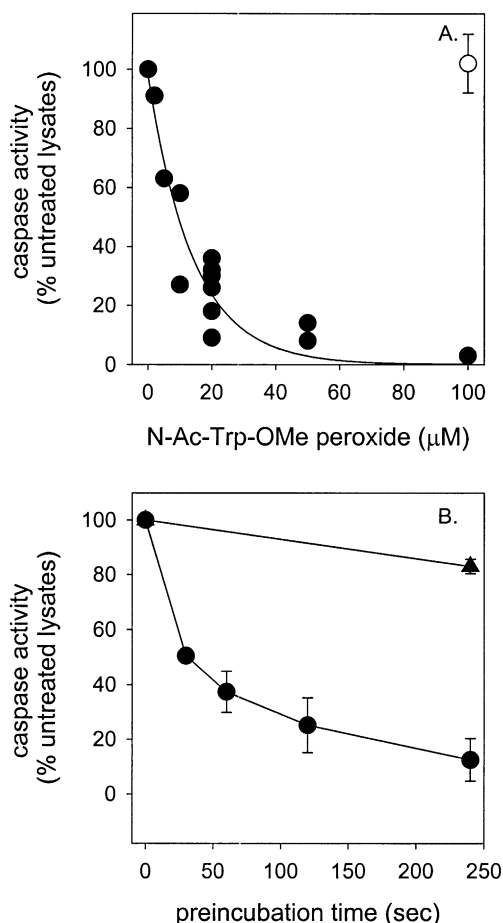 A.
caspase activity
(% untreated lysates)
100
80
60
40
20
0
0 20 40 60 80 100
N-Ac-Trp-OMe peroxide (μM)
B.
caspase activity
(% untreated lysates)
100
80
60
40
20
0
0 50 100 150 200 250
preincubation time (sec)